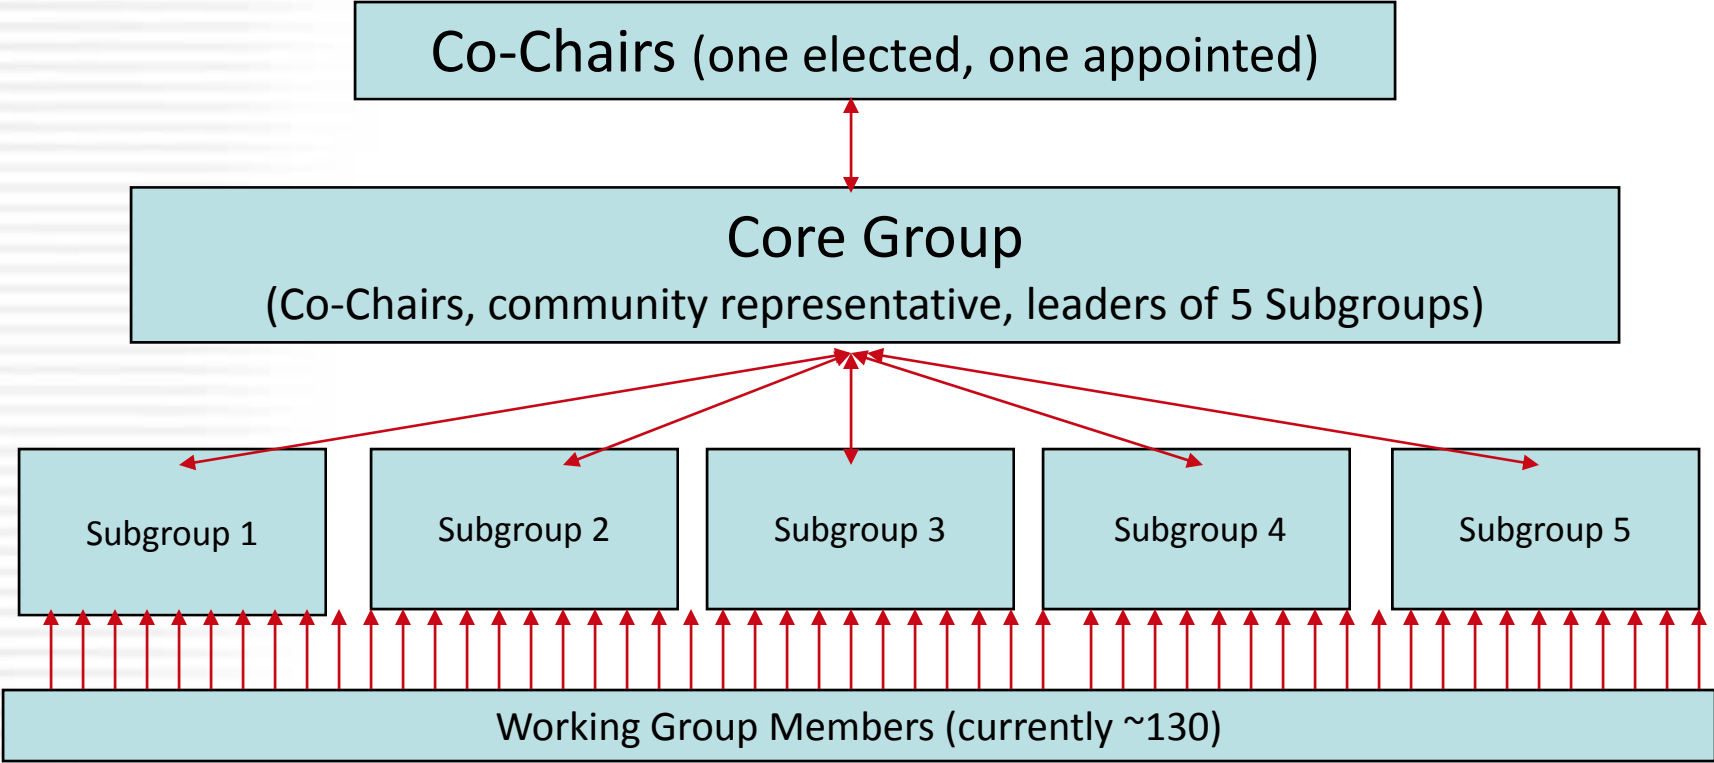 Co-Chairs (one elected, one appointed)
Core Group
(Co-Chairs, community representative, leaders of 5 Subgroups)
Subgroup 1
Subgroup 2
Subgroup 3
Subgroup 4
Subgroup 5
Working Group Members (currently ~130)